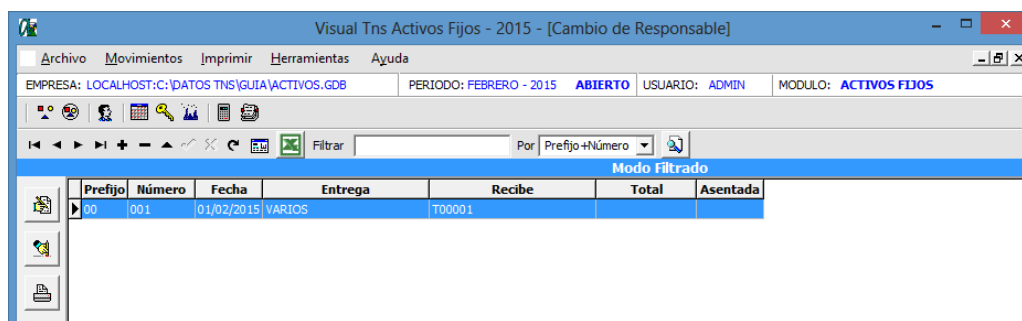 Visual Tns Activos Fijos - 2015 - [Cambio de Responsable]
Archivo Movimientos Imprimir Herramientas Ayuda
EMPRESA: LOCALHOST:C:\DATOS TNS\GUIA\ACTIVOS.GDB PERIODO: FEBRERO - 2015 ABIERTO USUARIO: ADMIN MODULO: ACTIVOS FIJOS
Filtrar Por Prefijo+Número
Modo Filtrado
Prefijo Número Fecha Entrega Recibe Total Asentada
00 001 01/02/2015 VARIOS T00001